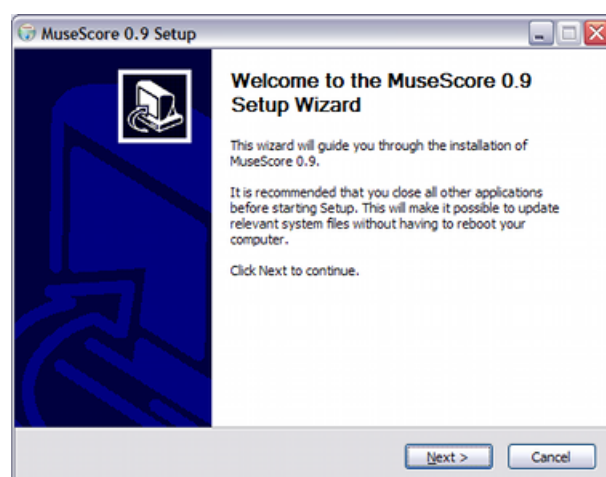 MuseScore 0.9 Setup
Welcome to the MuseScore 0.9
Setup Wizard
This wizard will guide you through the installation of
MuseScore 0.9.
It is recommended that you close all other applications
before starting Setup. This will make it possible to update
relevant system files without having to reboot your
computer.
Click Next to continue.
Next > Cancel